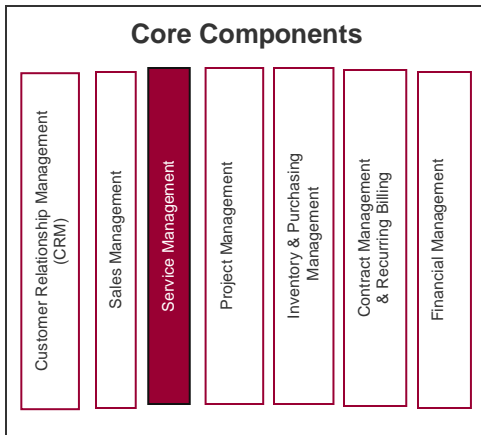 Core Components
Customer Relationship Management
(CRM)
Sales Management
Service Management
Project Management
Inventory & Purchasing
Management
Contract Management
& Recurring Billing
Financial Management